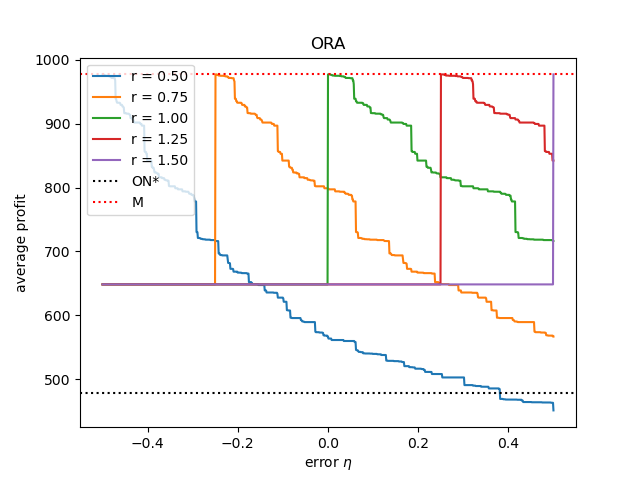 ORA
1000
900
800
700
600
500
average profit
r = 0.50
r = 0.75
r = 1.00
r = 1.25
r = 1.50
ON*
M
−0.4 −0.2 0.0 0.2 0.4
error η